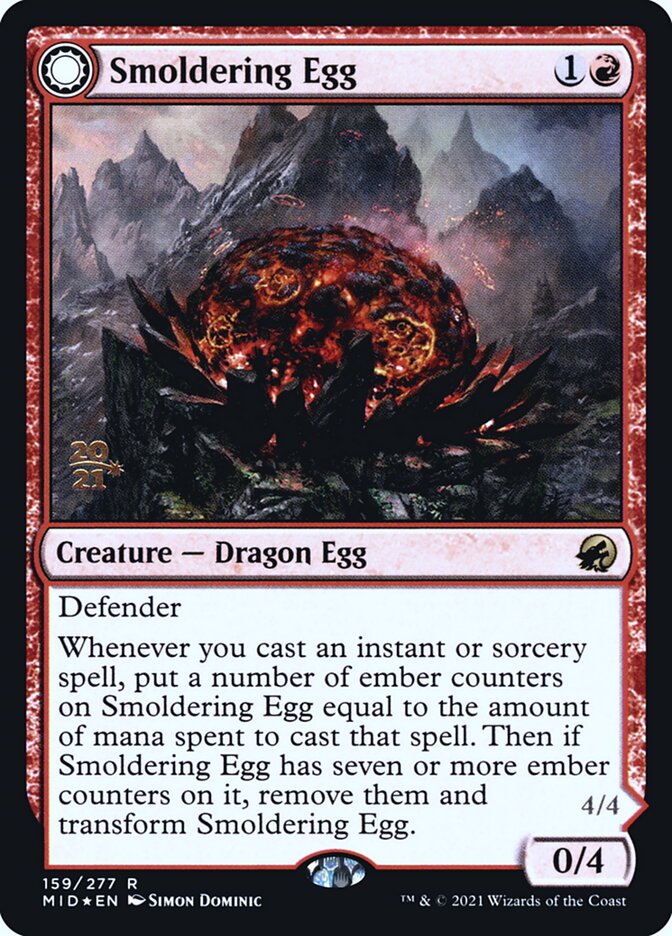 Smoldering Egg 1
20
21
Creature — Dragon Egg
Defender
Whenever you cast an instant or sorcery
spell, put a number of ember counters
on Smoldering Egg equal to the amount
of mana spent to cast that spell. Then if
Smoldering Egg has seven or more ember
counters on it, remove them and
transform Smoldering Egg.
4/4
0/4
159/277 R
MID★EN SIMON DOMINIC
™ & © 2021 Wizards of the Coast